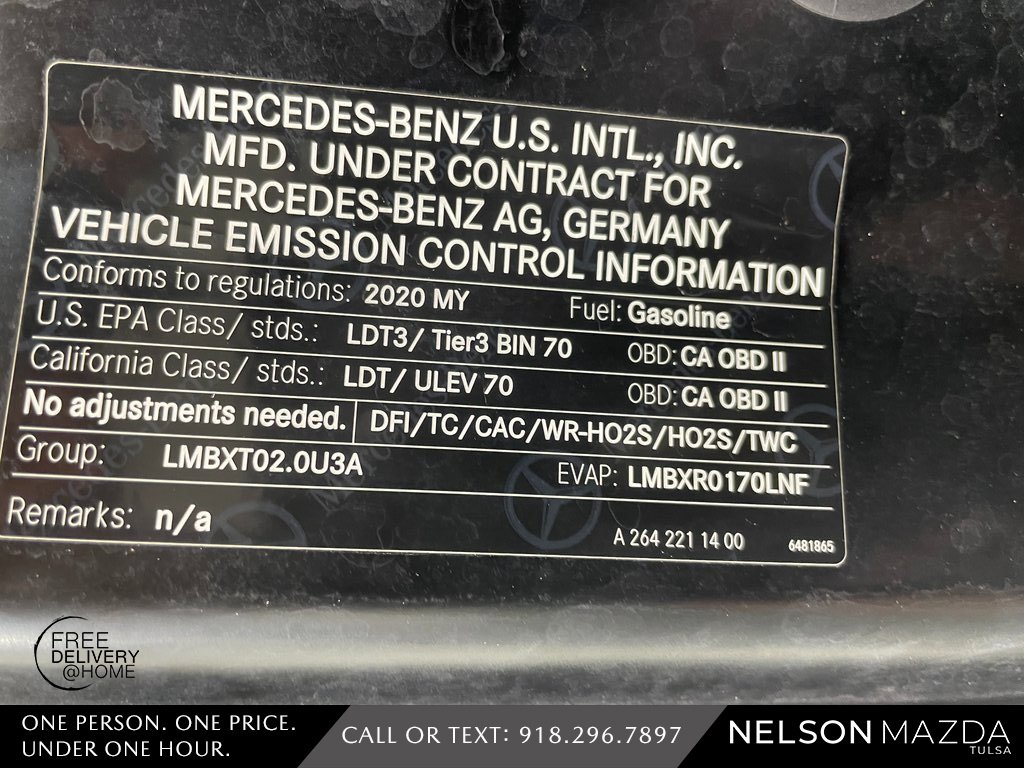 MERCEDES-BENZ U.S. INTL., INC.
MFD. UNDER CONTRACT FOR
MERCEDES-BENZ AG, GERMANY
VEHICLE EMISSION CONTROL INFORMATION
Conforms to regulations: 2020 MY Fuel: Gasoline
U.S. EPA Class/ stds.: LDT3/ Tier3 BIN 70 OBD: CA OBD II
California Class/ stds.: LDT/ ULEV 70 OBD: CA OBD II
No adjustments needed. DFI/TC/CAC/WR-HO2S/HO2S/TWC
Group: LMBXT02.0U3A EVAP: LMBXR0170LNF
Remarks: n/a
A 264 221 14 00 6481865
FREE
DELIVERY
@HOME
ONE PERSON. ONE PRICE.
UNDER ONE HOUR.
CALL OR TEXT: 918.296.7897
NELSON MAZDA
TULSA